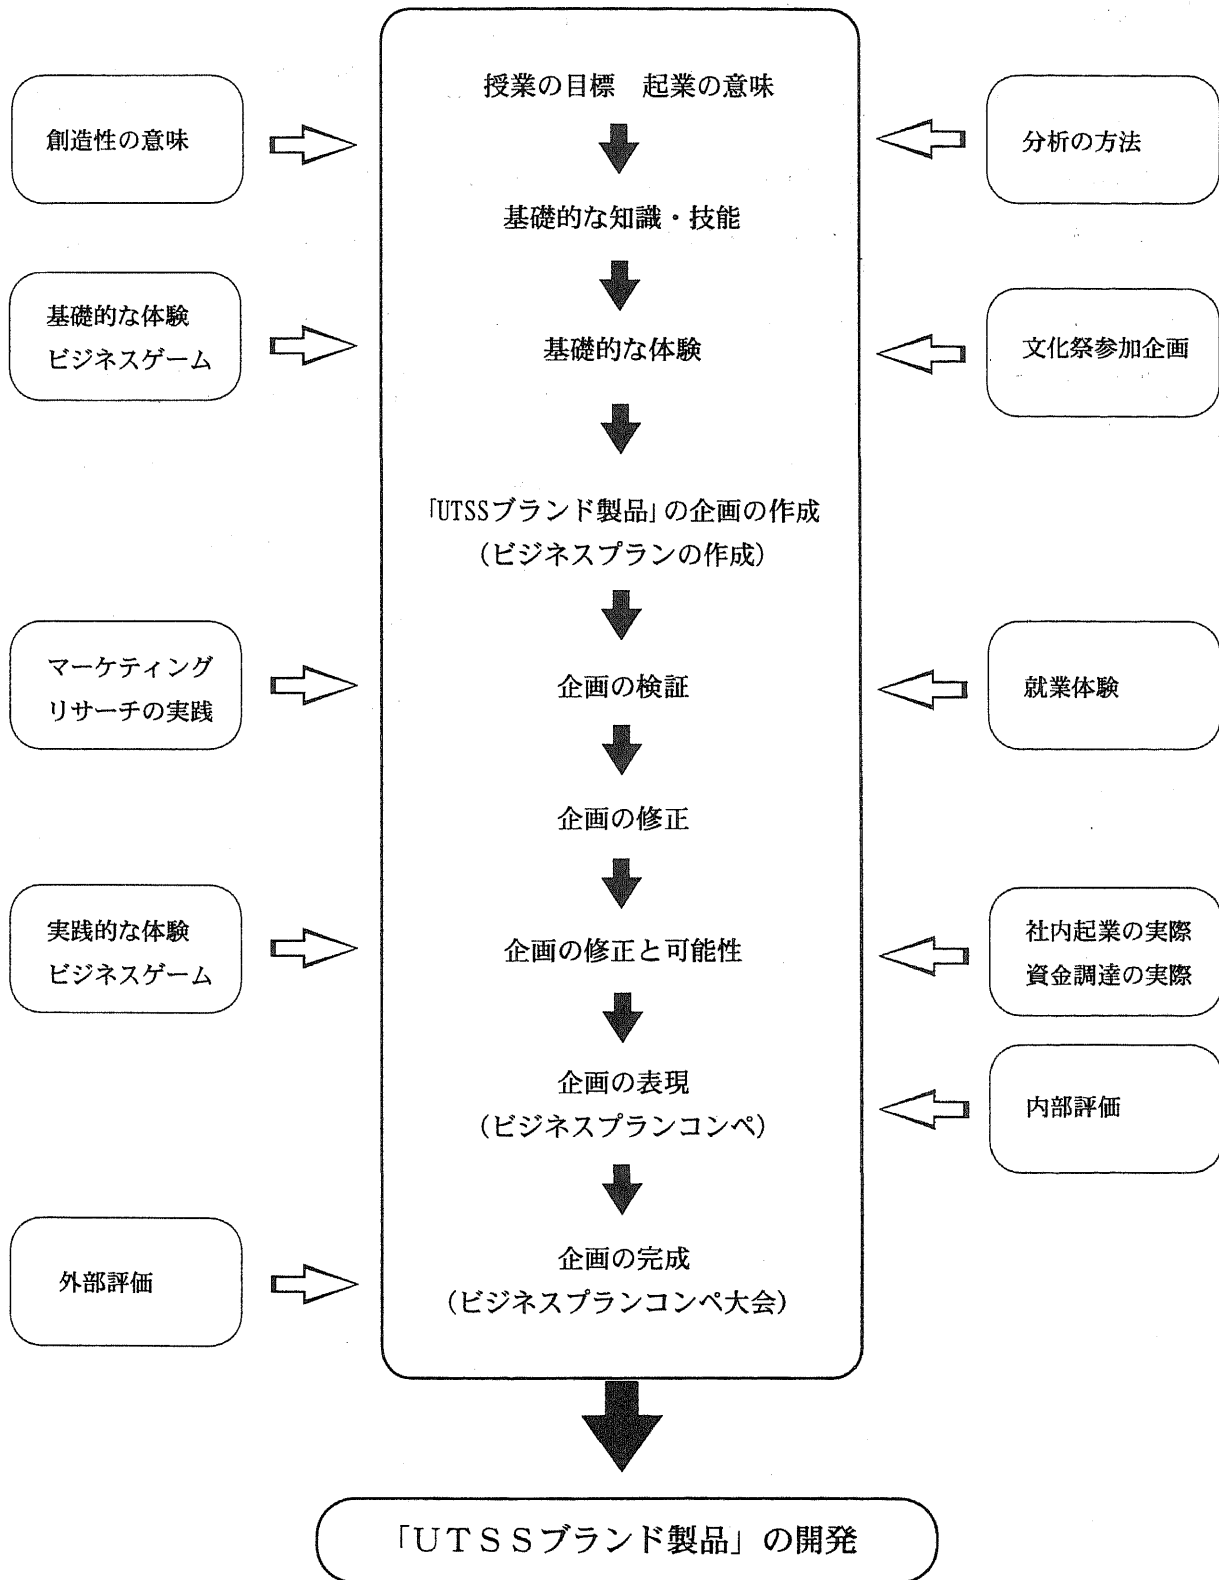 授業の目標　起業の意味
創造性の意味
分析の方法
基礎的な知識・技能
基礎的な体験
ビジネスゲーム
基礎的な体験
文化祭参加企画
「UTSSブランド製品」の企画の作成
（ビジネスプランの作成）
マーケティング
リサーチの実践
企画の検証
就業体験
企画の修正
実践的な体験
ビジネスゲーム
企画の修正と可能性
社内起業の実際
資金調達の実際
企画の表現
（ビジネスプランコンペ）
内部評価
外部評価
企画の完成
（ビジネスプランコンペ大会）
「ＵＴＳＳブランド製品」の開発